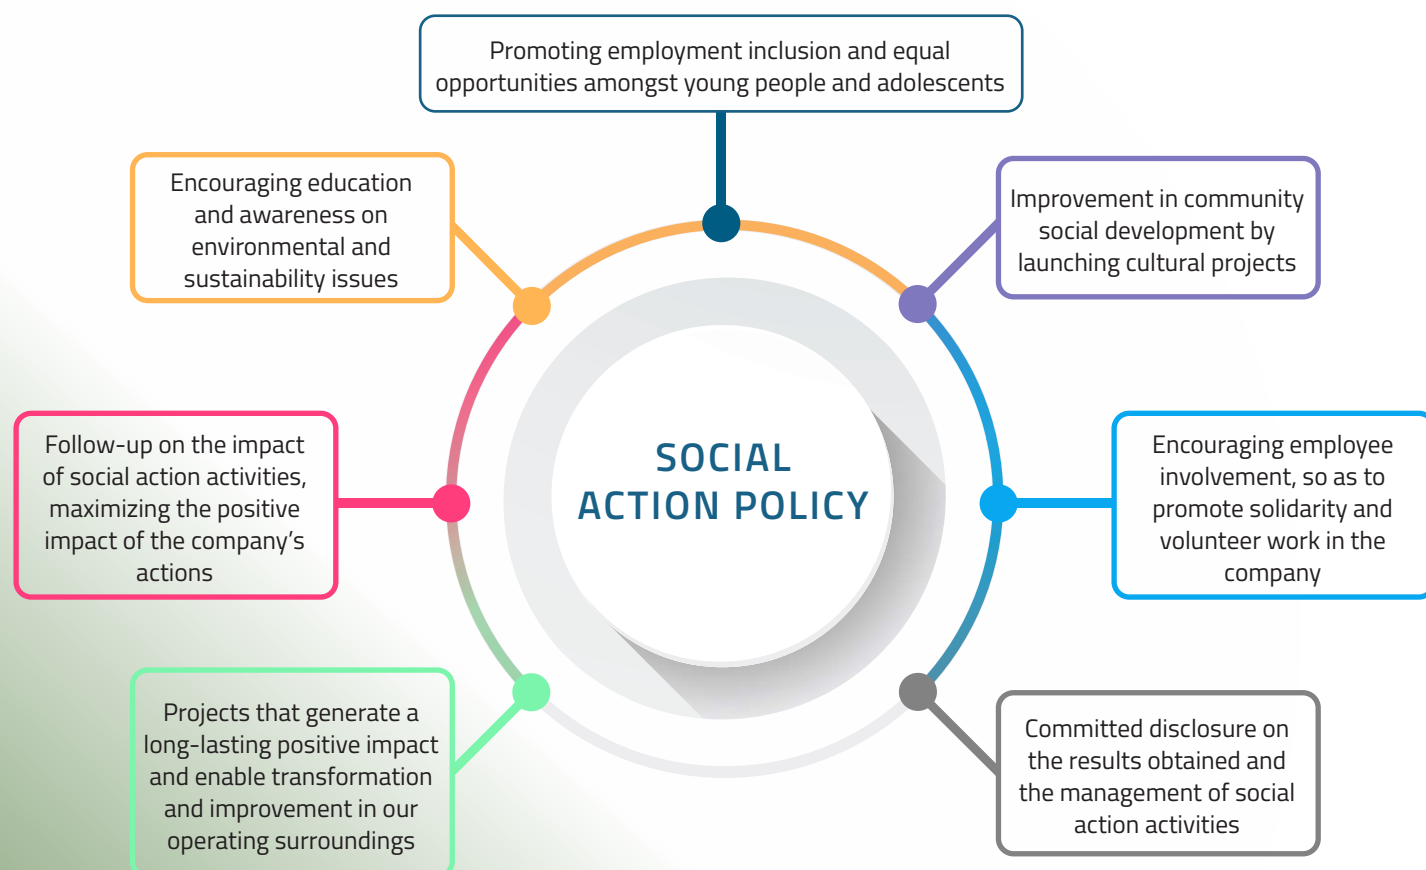 Promoting employment inclusion and equal
opportunities amongst young people and adolescents
Encouraging education
and awareness on
environmental and
sustainability issues
Improvement in community
social development by
launching cultural projects
Follow-up on the impact
of social action activities,
maximizing the positive
impact of the company’s
actions
SOCIAL
ACTION POLICY
Encouraging employee
involvement, so as to
promote solidarity and
volunteer work in the
company
Projects that generate a
long-lasting positive impact
and enable transformation
and improvement in our
operating surroundings
Committed disclosure on
the results obtained and
the management of social
action activities